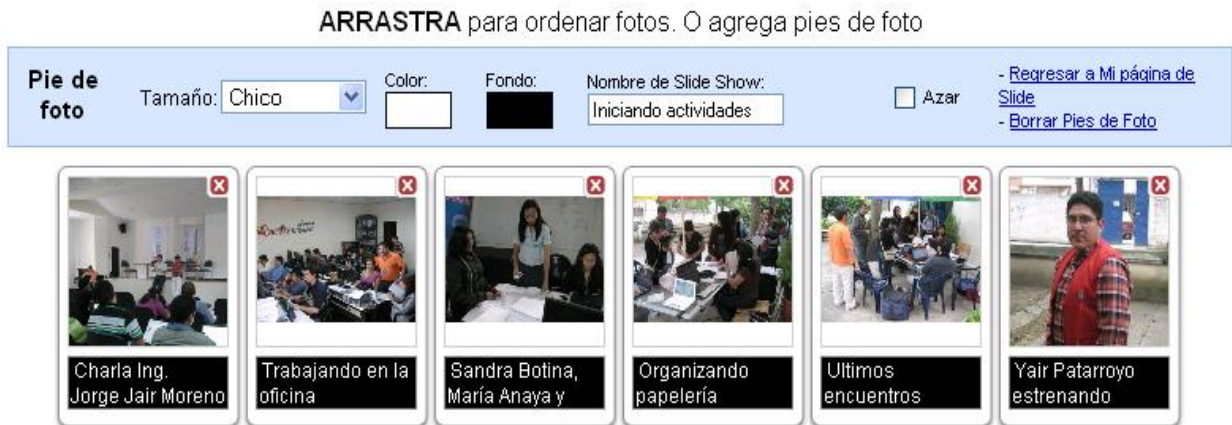 ARRASTRA para ordenar fotos. O agrega pies de foto
Pie de
foto
Tamaño: Chico
Color:
Fondo:
Nombre de Slide Show:
Iniciando actividades
Azar
- Regresar a Mi página de
Slide
- Borrar Pies de Foto
Charla Ing.
Jorge Jair Moreno
Trabajando en la
oficina
Sandra Botina,
María Anaya y
Organizando
papelería
Ultimos
encuentros
Yair Patarroyo
estrenando